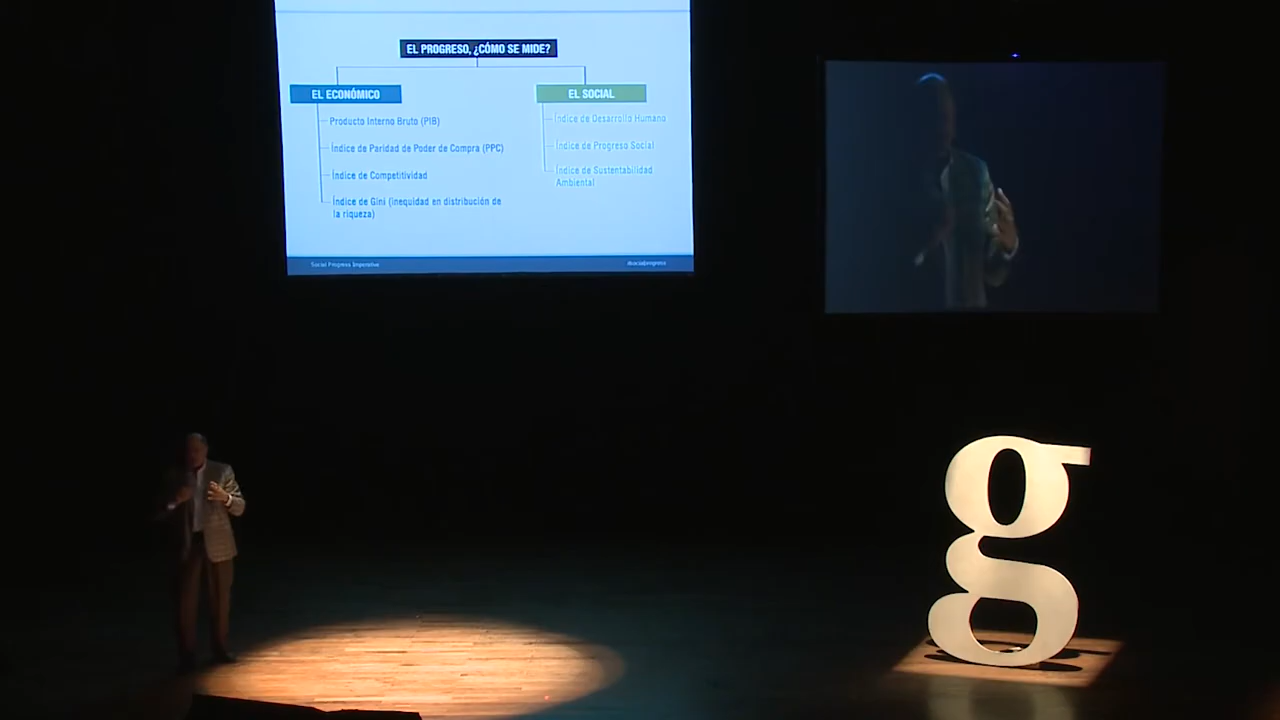 EL PROGRESO, ¿CÓMO SE MIDE?
EL ECONÓMICO
Producto Interno Bruto (PIB)
Índice de Paridad de Poder de Compra (PPC)
Índice de Competitividad
Índice de Gini (inequidad en distribución de
la riqueza)
EL SOCIAL
Índice de Desarrollo Humano
Índice de Progreso Social
Índice de Sustentabilidad
Ambiental
Social Progress Imperative
#socialprogress
g